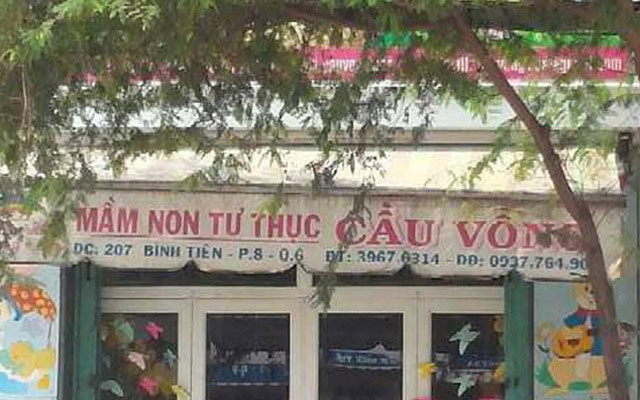 MẦM NON TƯ THỤC CẦU VỒNG
ĐC: 207 BÌNH TIÊN - P.8 - Q.6 ĐT: 3967.6314 - DĐ: 0937.764.90